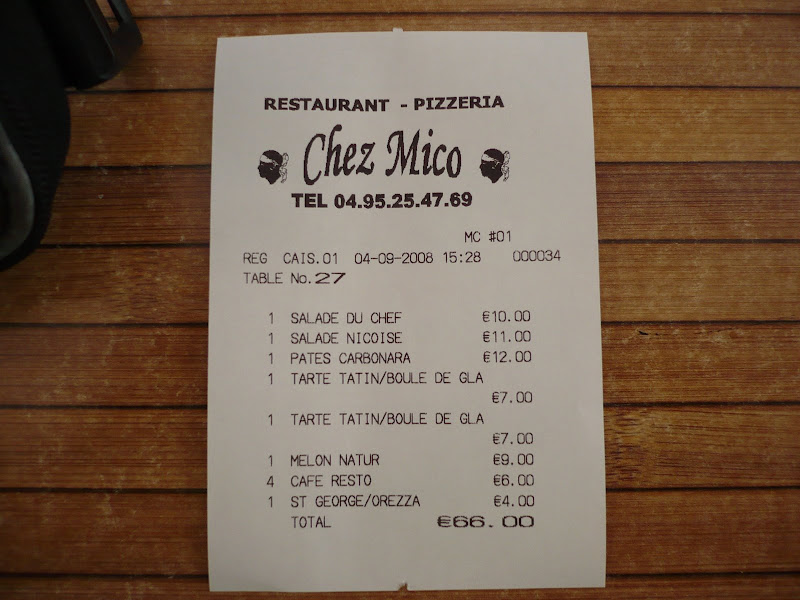 RESTAURANT - PIZZERIA
Chez Mico
TEL 04.95.25.47.69
MC #01
REG CAIS.01 04-09-2008 15:28 000034
TABLE No.27
1 SALADE DU CHEF €10.00
1 SALADE NICOISE €11.00
1 PATES CARBONARA €12.00
1 TARTE TATIN/BOULE DE GLA
€7.00
1 TARTE TATIN/BOULE DE GLA
€7.00
1 MELON NATUR €9.00
4 CAFE RESTO €6.00
1 ST GEORGE/OREZZA €4.00
TOTAL €66.00